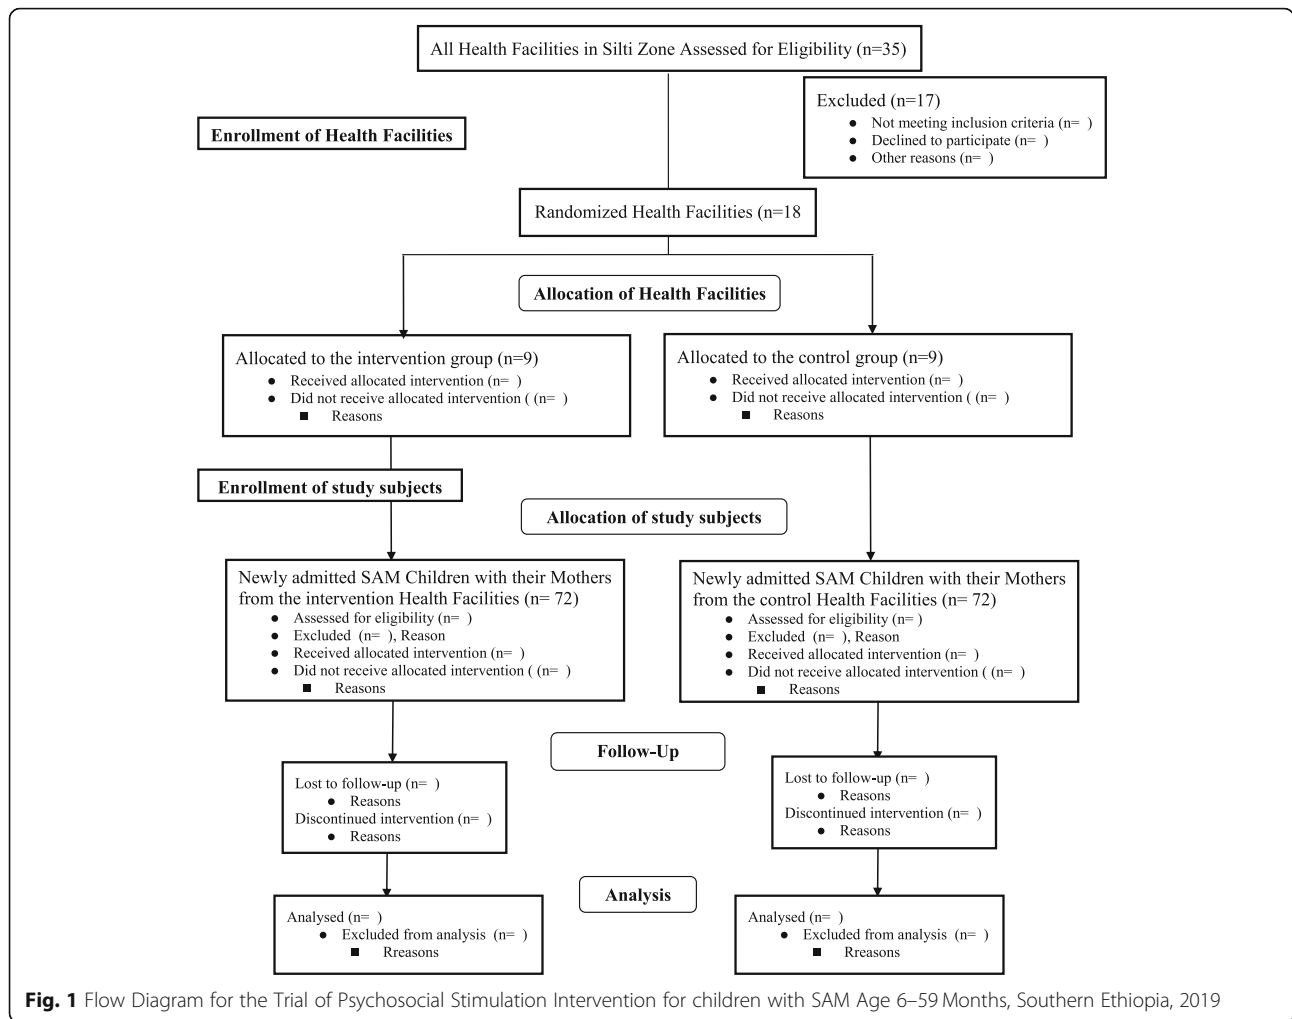 All Health Facilities in Silti Zone Assessed for Eligibility (n=35)
Excluded (n=17)
● Not meeting inclusion criteria (n=  )
● Declined to participate (n=  )
● Other reasons (n=  )
Enrollment of Health Facilities
Randomized Health Facilities (n=18
Allocation of Health Facilities
Allocated to the intervention group (n=9)
● Received allocated intervention (n=  )
● Did not receive allocated intervention ( (n=  )
■ Reasons
Allocated to the control group (n=9)
● Received allocated intervention (n=  )
● Did not receive allocated intervention ( (n=  )
■ Reasons
Enrollment of study subjects
Allocation of study subjects
Newly admitted SAM Children with their Mothers
from the intervention Health Facilities (n= 72)
● Assessed for eligibility (n=  )
● Excluded  (n=  ), Reason
● Received allocated intervention (n=  )
● Did not receive allocated intervention ( (n=  )
■ Reasons
Newly admitted SAM Children with their Mothers
from the control Health Facilities (n= 72)
● Assessed for eligibility (n= )
● Excluded  (n=  ), Reason
● Received allocated intervention (n=  )
● Did not receive allocated intervention ( (n=  )
■ Reasons
Follow-Up
Lost to follow-up (n=  )
● Reasons
Discontinued intervention (n=  )
● Reasons
Lost to follow-up (n=  )
● Reasons
Discontinued intervention (n=  )
● Reasons
Analysis
Analysed (n=  )
● Excluded from analysis  (n=  )
■ Rreasons
Analysed (n=  )
● Excluded from analysis  (n=  )
■ Rreasons
Fig. 1 Flow Diagram for the Trial of Psychosocial Stimulation Intervention for children with SAM Age 6–59 Months, Southern Ethiopia, 2019